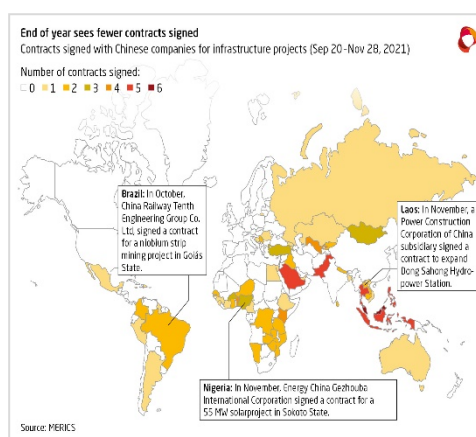 End of year sees fewer contracts signed
Contracts signed with Chinese companies for infrastructure projects (Sep 20-Nov 28, 2021)
Number of contracts signed:
0 1 2 3 4 5 6
Brazil: In October,
China Railway Tenth
Engineering Group Co.
Ltd, signed a contract
for a niobium strip
mining project in Goiás
State.
Laos: In November, a
Power Construction
Corporation of China
subsidiary signed a
contract to expand
Dong Sahong Hydro-
power Station.
Nigeria: In November, Energy China Gezhouba
International Corporation signed a contract for a
55 MW solarproject in Sokoto State.
Source: MERICS